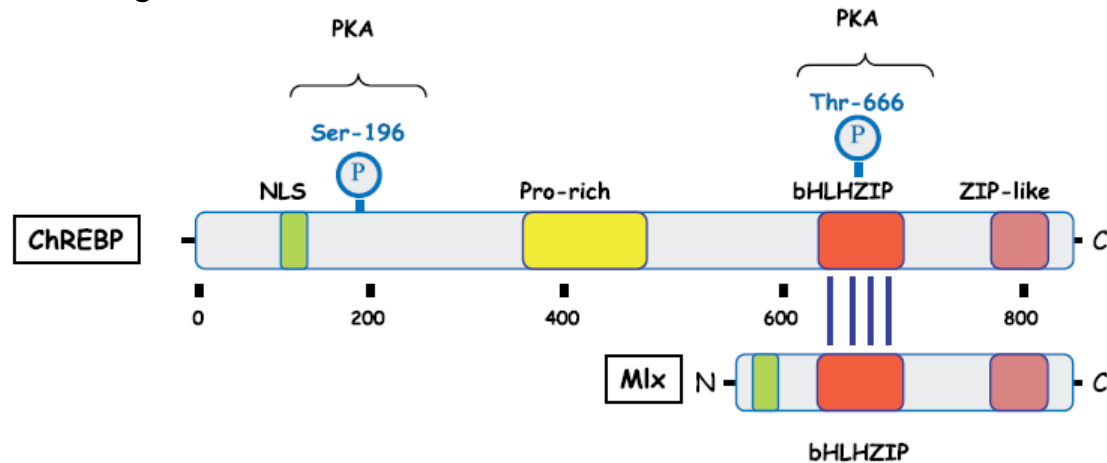 PKA
PKA
Ser-196
Thr-666
P
P
NLS
Pro-rich
bHLHZIP
ZIP-like
ChREBP
C
0
200
400
600
800
Mlx
N
C
bHLHZIP